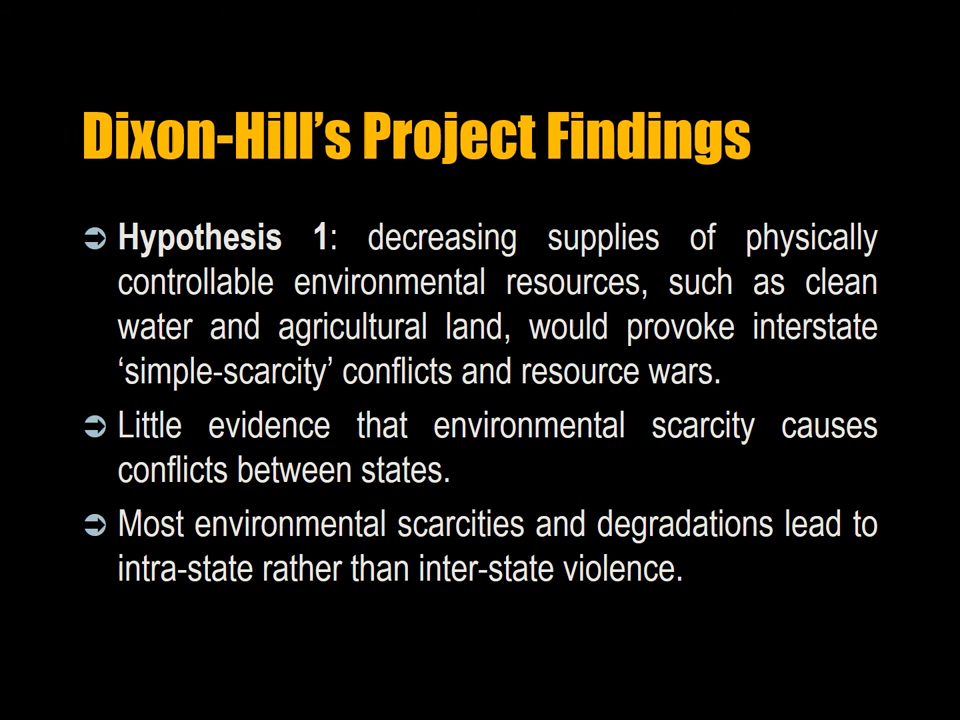 Dixon-Hill’s Project Findings
➲ Hypothesis 1: decreasing supplies of physically
controllable environmental resources, such as clean
water and agricultural land, would provoke interstate
‘simple-scarcity’ conflicts and resource wars.
➲ Little evidence that environmental scarcity causes
conflicts between states.
➲ Most environmental scarcities and degradations lead to
intra-state rather than inter-state violence.